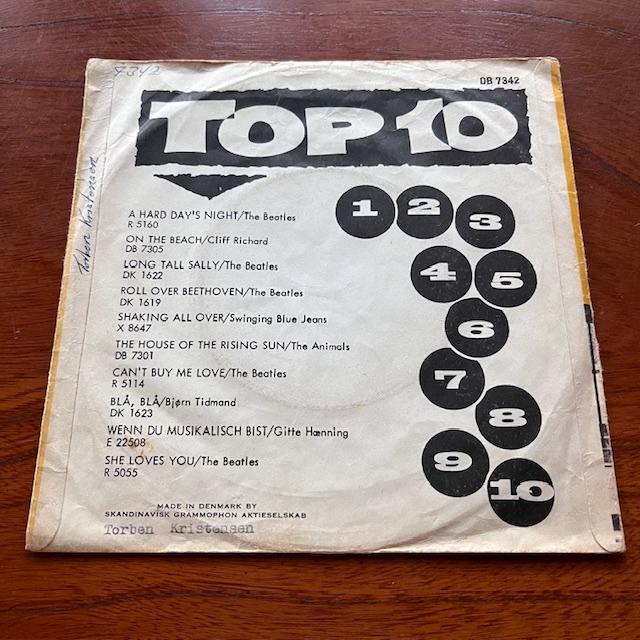 7342
DB 7342
TOP 10
Torben Kristensen
A HARD DAY'S NIGHT/The Beatles
R 5160
ON THE BEACH/Cliff Richard
DB 7305
LONG TALL SALLY/The Beatles
DK 1622
ROLL OVER BEETHOVEN/The Beatles
DK 1619
SHAKING ALL OVER/Swinging Blue Jeans
X 8647
THE HOUSE OF THE RISING SUN/The Animals
DB 7301
CAN'T BUY ME LOVE/The Beatles
R 5114
BLÅ, BLÅ/Bjørn Tidmand
DK 1623
WENN DU MUSIKALISCH BIST/Gitte Hænning
E 22508
SHE LOVES YOU/The Beatles
R 5055
1 2 3
4 5
6
7
8
9
10
MADE IN DENMARK BY
SKANDINAVISK GRAMMOPHON AKTIESELSKAB
Torben Kristensen